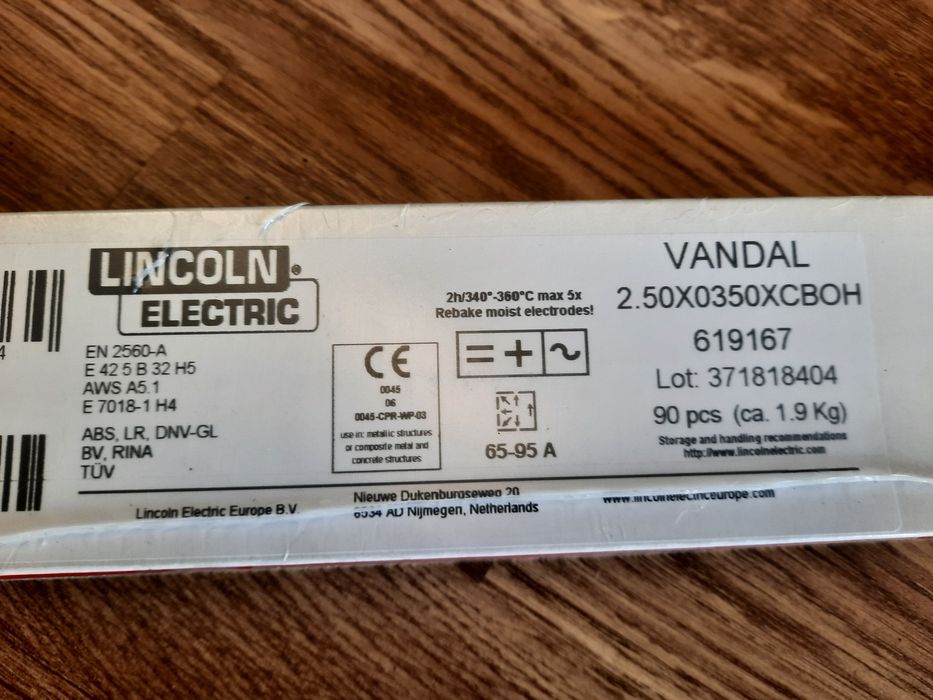 4
LINCOLN ®
ELECTRIC
EN 2560-A
E 42 5 B 32 H5
AWS A5.1
E 7018-1 H4
ABS, LR, DNV-GL
BV, RINA
TÜV
CE
0045
06
0045-CPR-WP-03
use in: metallic structures
or composite metal and
concrete structures
2h/340°-360°C max 5x
Rebake moist electrodes!
= + ~
65-95 A
VANDAL
2.50X0350XCBOH
619167
Lot: 371818404
90 pcs (ca. 1.9 Kg)
Storage and handling recommendations
http://www.lincolnelectric.com
Lincoln Electric Europe B.V.
Nieuwe Dukenburgseweg 20
6534 AD Nijmegen, Netherlands
www.lincolnelectriceurope.com